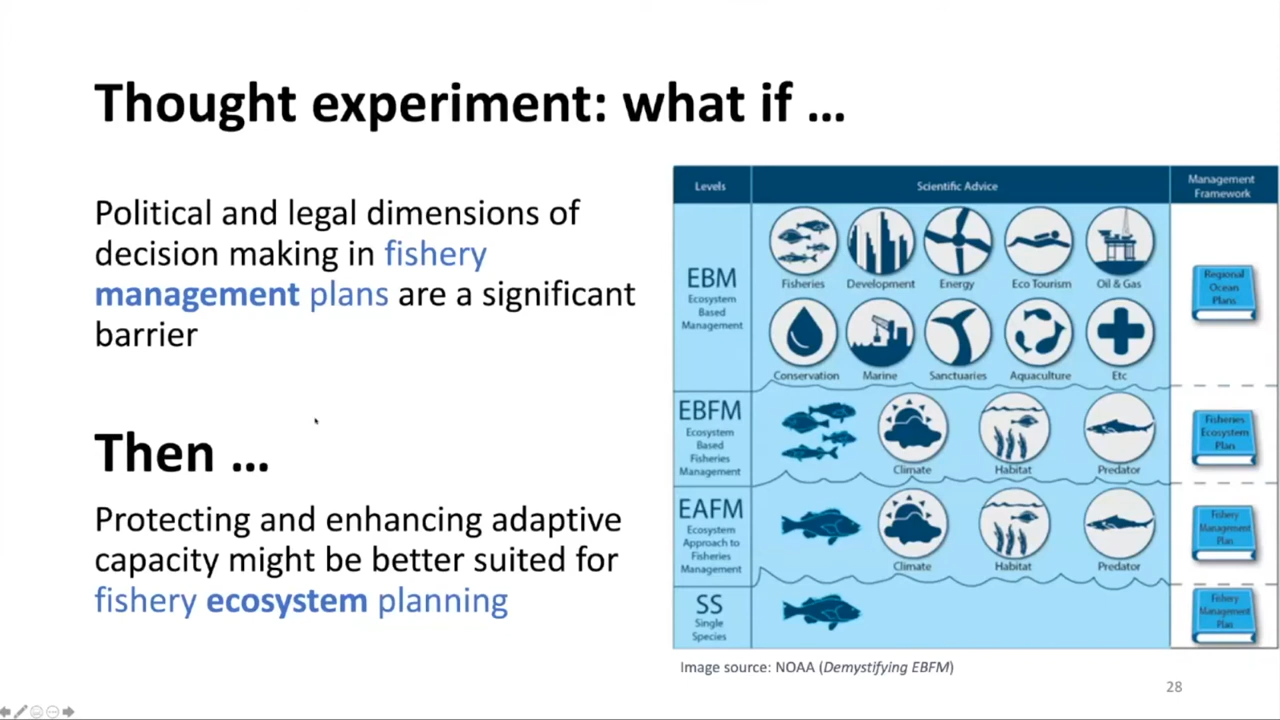 Thought experiment: what if ...
Political and legal dimensions of
decision making in fishery
management plans are a significant
barrier
Then ...
Protecting and enhancing adaptive
capacity might be better suited for
fishery ecosystem planning
Levels
Scientific Advice
Management
Framework
EBM
Ecosystem
Based
Management
Fisheries
Development
Energy
Eco Tourism
Oil & Gas
Conservation
Marine
Sanctuaries
Aquaculture
Etc
Regional
Ocean
Plans
EBFM
Ecosystem
Based
Fisheries
Management
Climate
Habitat
Predator
Fisheries
Ecosystem
Plan
EAFM
Ecosystem
Approach to
Fisheries
Management
Climate
Habitat
Predator
Fishery
Management
Plan
SS
Single
Species
Fishery
Management
Plan
Image source: NOAA (Demystifying EBFM)
28